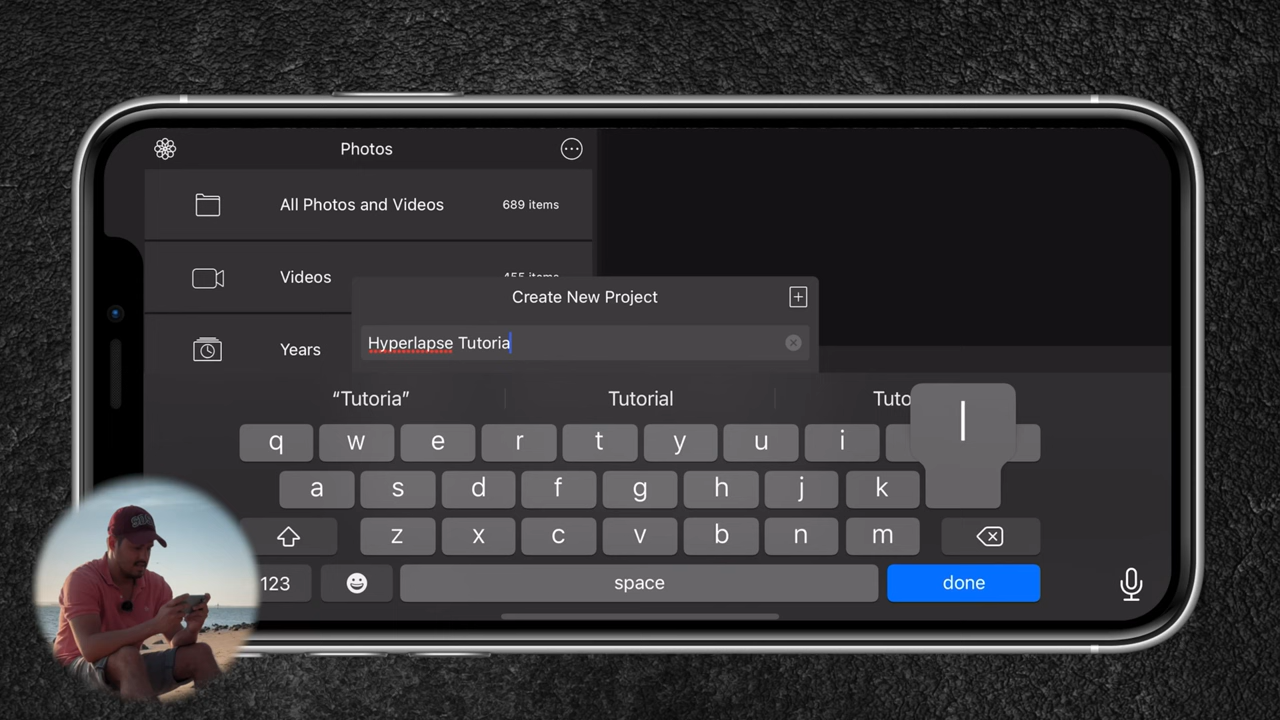 Photos
All Photos and Videos 689 items
Videos
Years
Create New Project
Hyperlapse Tutoria
“Tutoria” Tutorial Tuto
q w e r t y u i
a s d f g h j k l
z x c v b n m
123 space done